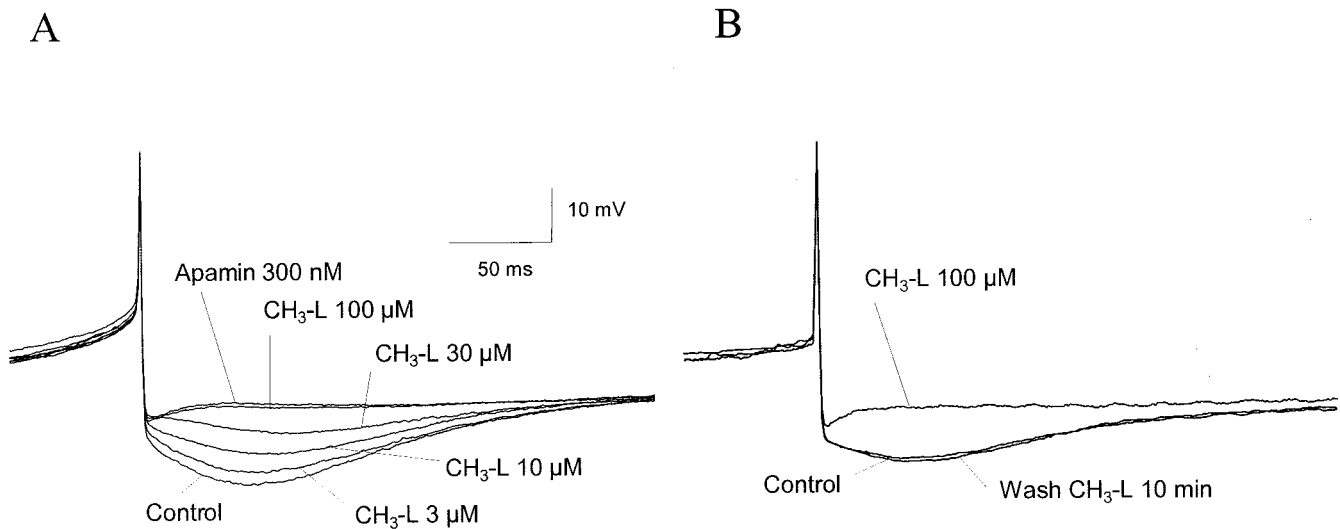 A
B
10 mV
50 ms
Apamin 300 nM
CH₃-L 100 µM
CH₃-L 30 µM
CH₃-L 10 µM
Control
CH₃-L 3 µM
CH₃-L 100 µM
Control
Wash CH₃-L 10 min